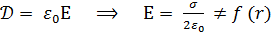 𝒟 = ε₀E ⟹ E = σ/2ε₀ ≠ f (r)